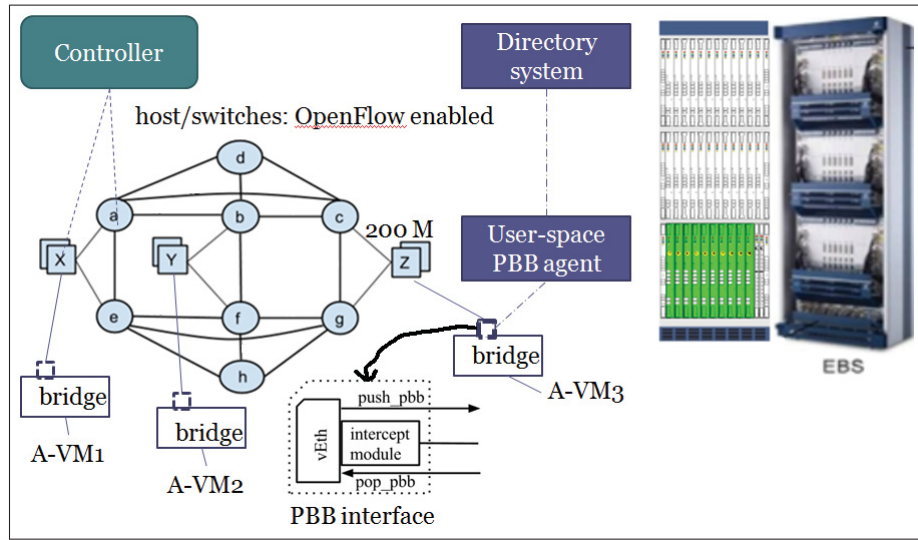 Controller
Directory
system
host/switches: OpenFlow enabled
d
a
b
c
200 M
X
Y
Z
User-space
PBB agent
e
f
g
h
bridge
bridge
bridge
A-VM1
A-VM2
A-VM3
push_pbb
vEth
intercept
module
pop_pbb
PBB interface
EBS